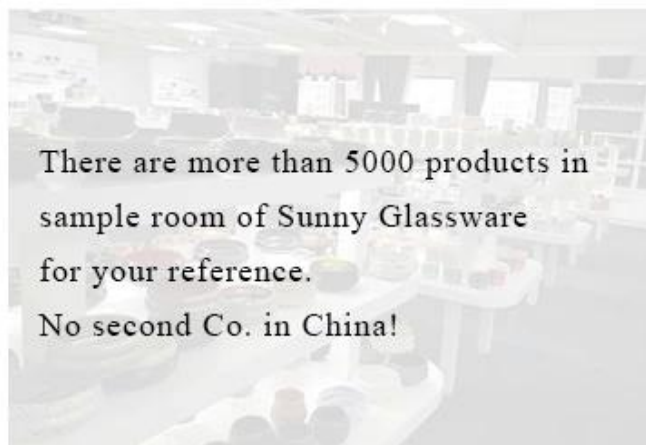 There are more than 5000 products in
sample room of Sunny Glassware
for your reference.
No second Co. in China!